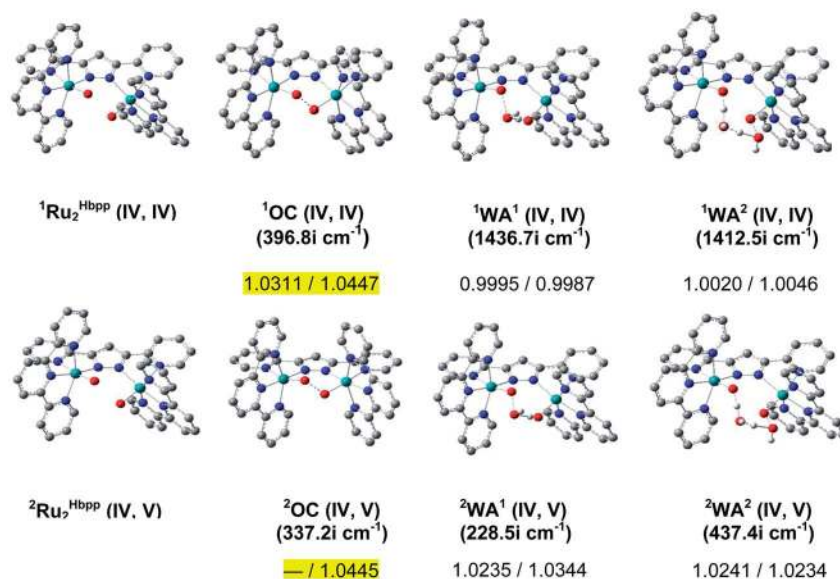 ¹Ru₂ᴴᵇᵖᵖ (IV, IV) ¹OC (IV, IV) ¹WA¹ (IV, IV) ¹WA² (IV, IV)
(396.8i cm⁻¹) (1436.7i cm⁻¹) (1412.5i cm⁻¹)
1.0311 / 1.0447 0.9995 / 0.9987 1.0020 / 1.0046
²Ru₂ᴴᵇᵖᵖ (IV, V) ²OC (IV, V) ²WA¹ (IV, V) ²WA² (IV, V)
(337.2i cm⁻¹) (228.5i cm⁻¹) (437.4i cm⁻¹)
— / 1.0445 1.0235 / 1.0344 1.0241 / 1.0234